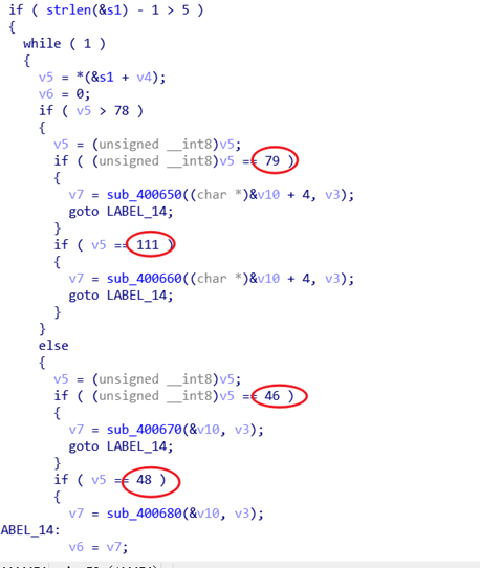 if ( strlen(&s1) - 1 > 5 )
{
while ( 1 )
{
v5 = *(&s1 + v4);
v6 = 0;
if ( v5 > 78 )
{
v5 = (unsigned __int8)v5;
if ( (unsigned __int8)v5 == 79 )
{
v7 = sub_400650((char *)&v10 + 4, v3);
goto LABEL_14;
}
if ( v5 == 111 )
{
v7 = sub_400660((char *)&v10 + 4, v3);
goto LABEL_14;
}
}
else
{
v5 = (unsigned __int8)v5;
if ( (unsigned __int8)v5 == 46 )
{
v7 = sub_400670(&v10, v3);
goto LABEL_14;
}
if ( v5 == 48 )
{
v7 = sub_400680(&v10, v3);
ABEL_14:
v6 = v7;